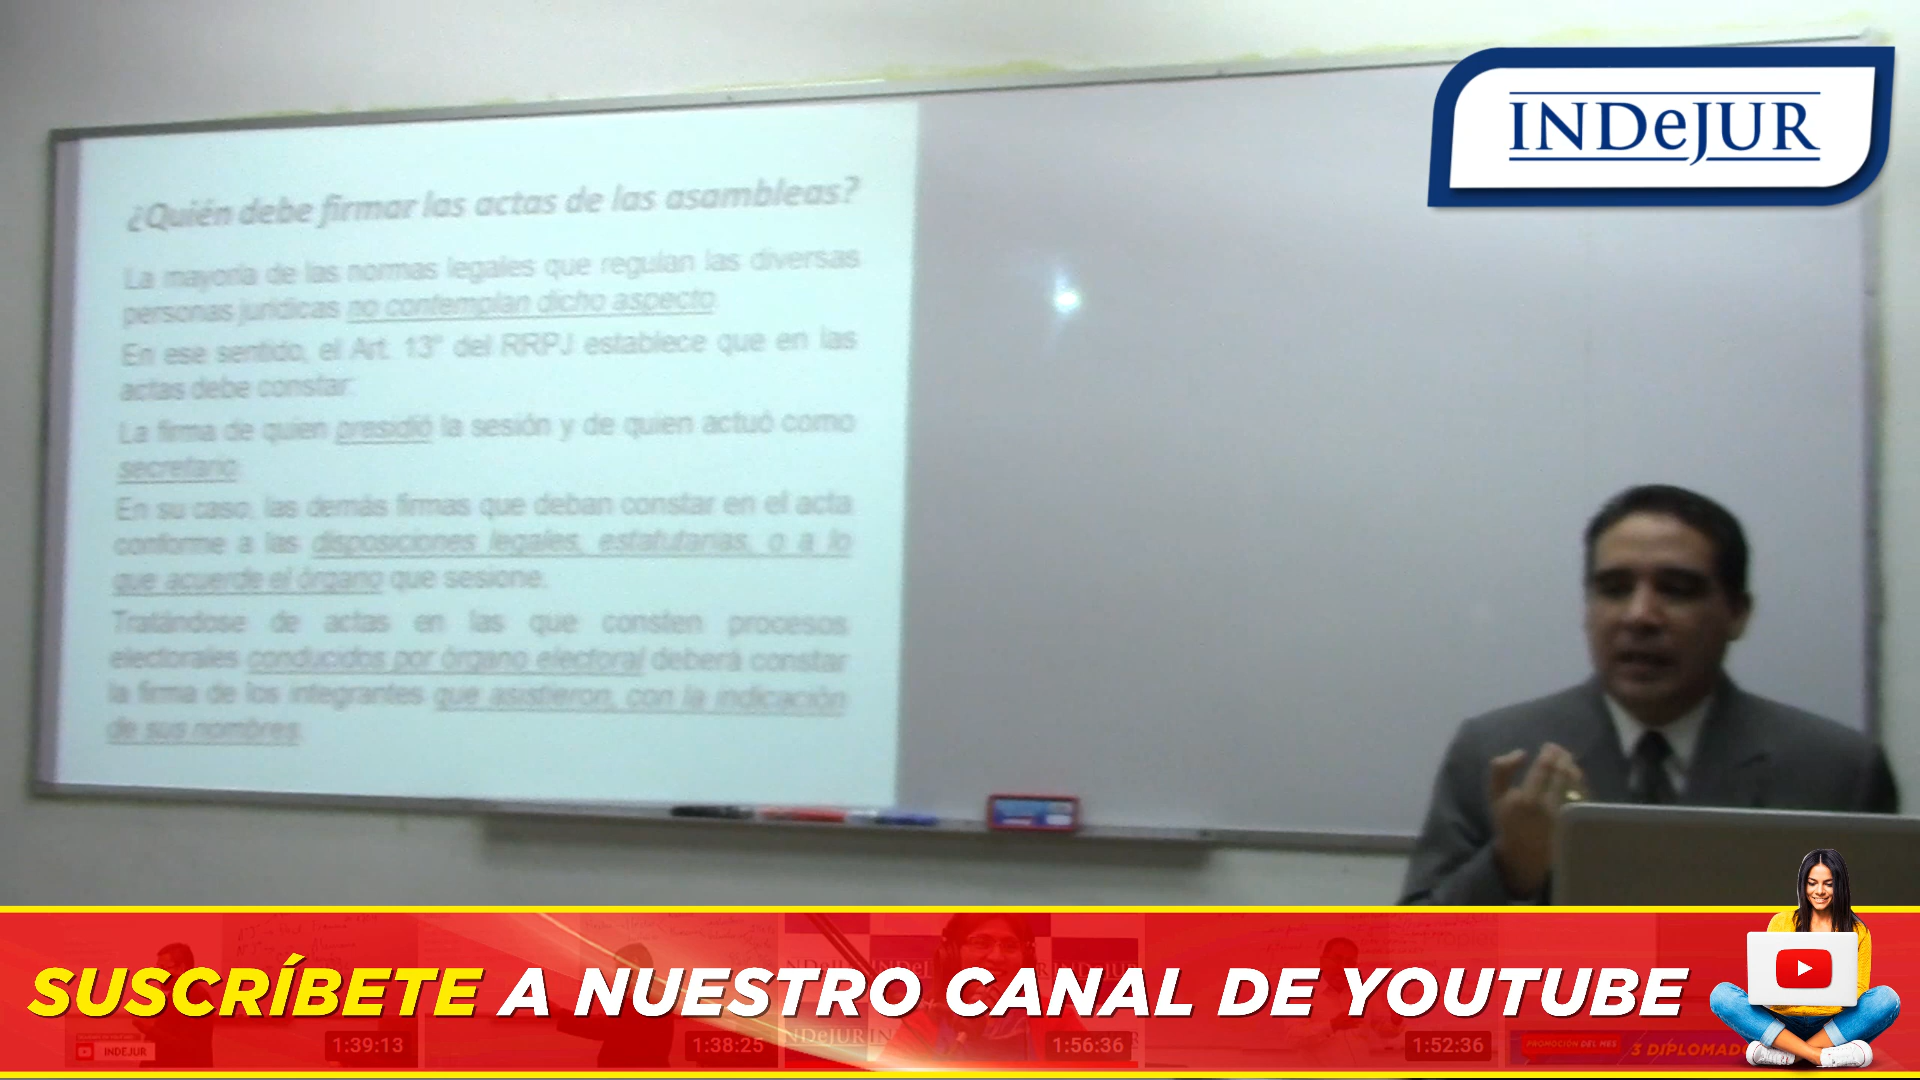 INDeJUR
¿Quién debe firmar las actas de las asambleas?
La mayoría de las normas legales que regulan las diversas
personas jurídicas no contemplan dicho aspecto.
En ese sentido, el Art. 13° del RRPJ establece que en las
actas debe constar:
La firma de quien presidió la sesión y de quien actuó como
secretario.
En su caso, las demás firmas que deban constar en el acta
conforme a las disposiciones legales, estatutarias, o a lo
que acuerde el órgano que sesione.
Tratándose de actas en las que consten procesos
electorales conducidos por órgano electoral deberá constar
la firma de los integrantes que asistieron, con la indicación
de sus nombres.
SUSCRÍBETE A NUESTRO CANAL DE YOUTUBE
INDEJUR
1:39:13
1:38:25
1:56:36
1:52:36
PROMOCIÓN DEL MES
3 DIPLOMAD